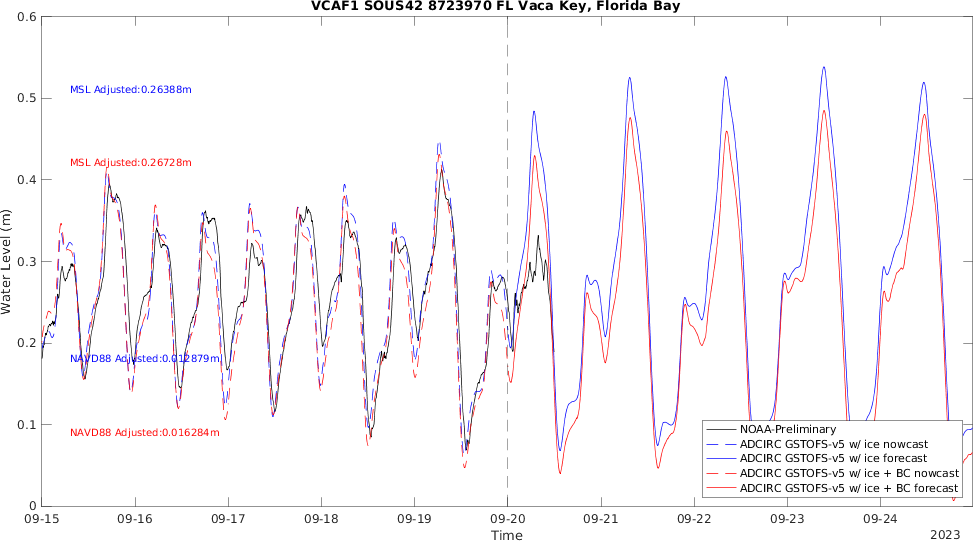 VCAF1 SOUS42 8723970 FL Vaca Key, Florida Bay
0.6
0.5
0.4
0.3
0.2
0.1
0
Water Level (m)
MSL Adjusted:0.26388m
MSL Adjusted:0.26728m
NAVD88 Adjusted:0.012879m
NAVD88 Adjusted:0.016284m
NOAA-Preliminary
ADCIRC GSTOFS-v5 w/ ice nowcast
ADCIRC GSTOFS-v5 w/ ice forecast
ADCIRC GSTOFS-v5 w/ ice + BC nowcast
ADCIRC GSTOFS-v5 w/ ice + BC forecast
09-15 09-16 09-17 09-18 09-19 09-20 09-21 09-22 09-23 09-24
Time
2023